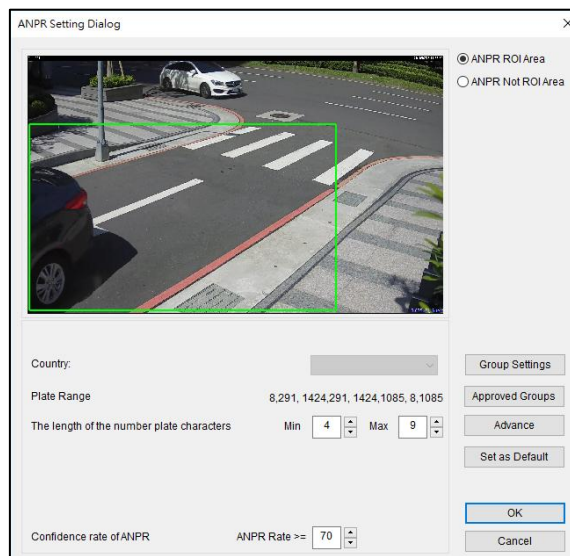 ANPR Setting Dialog
ANPR ROI Area
ANPR Not ROI Area
Country:
Group Settings
Plate Range 8,291, 1424,291, 1424,1085, 8,1085
Approved Groups
The length of the number plate characters Min 4 Max 9
Advance
Set as Default
OK
Confidence rate of ANPR ANPR Rate >= 70
Cancel